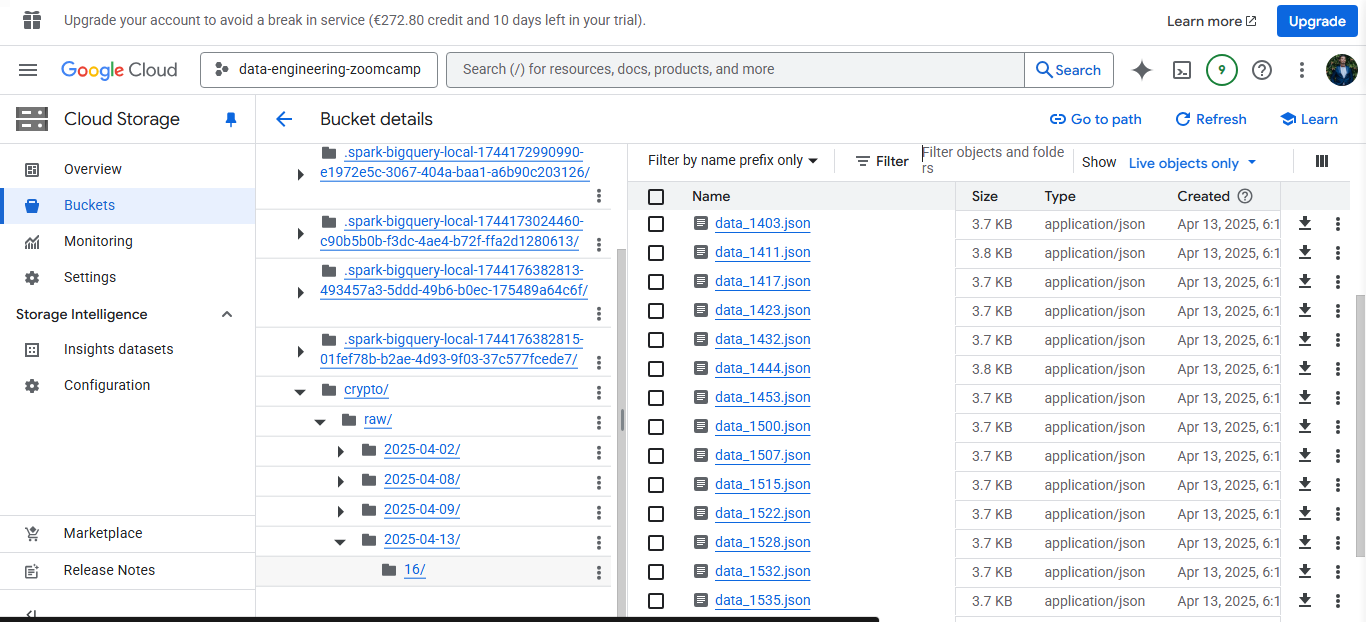 Upgrade your account to avoid a break in service (€272.80 credit and 10 days left in your trial).
Learn more
Upgrade
Google Cloud
data-engineering-zoomcamp
Search (/) for resources, docs, products, and more
Search
9
Cloud Storage
Bucket details
Go to path
Refresh
Learn
Overview
Buckets
Monitoring
Settings
Storage Intelligence
Insights datasets
Configuration
Marketplace
Release Notes
.spark-bigquery-local-1744172990990-
e1972e5c-3067-404a-baa1-a6b90c203126/
.spark-bigquery-local-1744173024460-
c90b5b0b-f3dc-4ae4-b72f-ffa2d1280613/
.spark-bigquery-local-1744176382813-
493457a3-5ddd-49b6-b0ec-175489a64c6f/
.spark-bigquery-local-1744176382815-
01fef78b-b2ae-4d93-9f03-37c577fcede7/
crypto/
raw/
2025-04-02/
2025-04-08/
2025-04-09/
2025-04-13/
16/
Filter by name prefix only
Filter
Filter objects and folde
rs
Show
Live objects only
Name Size Type Created
data_1403.json 3.7 KB application/json Apr 13, 2025, 6:1
data_1411.json 3.8 KB application/json Apr 13, 2025, 6:1
data_1417.json 3.7 KB application/json Apr 13, 2025, 6:1
data_1423.json 3.7 KB application/json Apr 13, 2025, 6:1
data_1432.json 3.7 KB application/json Apr 13, 2025, 6:1
data_1444.json 3.8 KB application/json Apr 13, 2025, 6:1
data_1453.json 3.7 KB application/json Apr 13, 2025, 6:1
data_1500.json 3.7 KB application/json Apr 13, 2025, 6:1
data_1507.json 3.7 KB application/json Apr 13, 2025, 6:1
data_1515.json 3.7 KB application/json Apr 13, 2025, 6:1
data_1522.json 3.7 KB application/json Apr 13, 2025, 6:1
data_1528.json 3.7 KB application/json Apr 13, 2025, 6:1
data_1532.json 3.7 KB application/json Apr 13, 2025, 6:1
data_1535.json 3.7 KB application/json Apr 13, 2025, 6:1